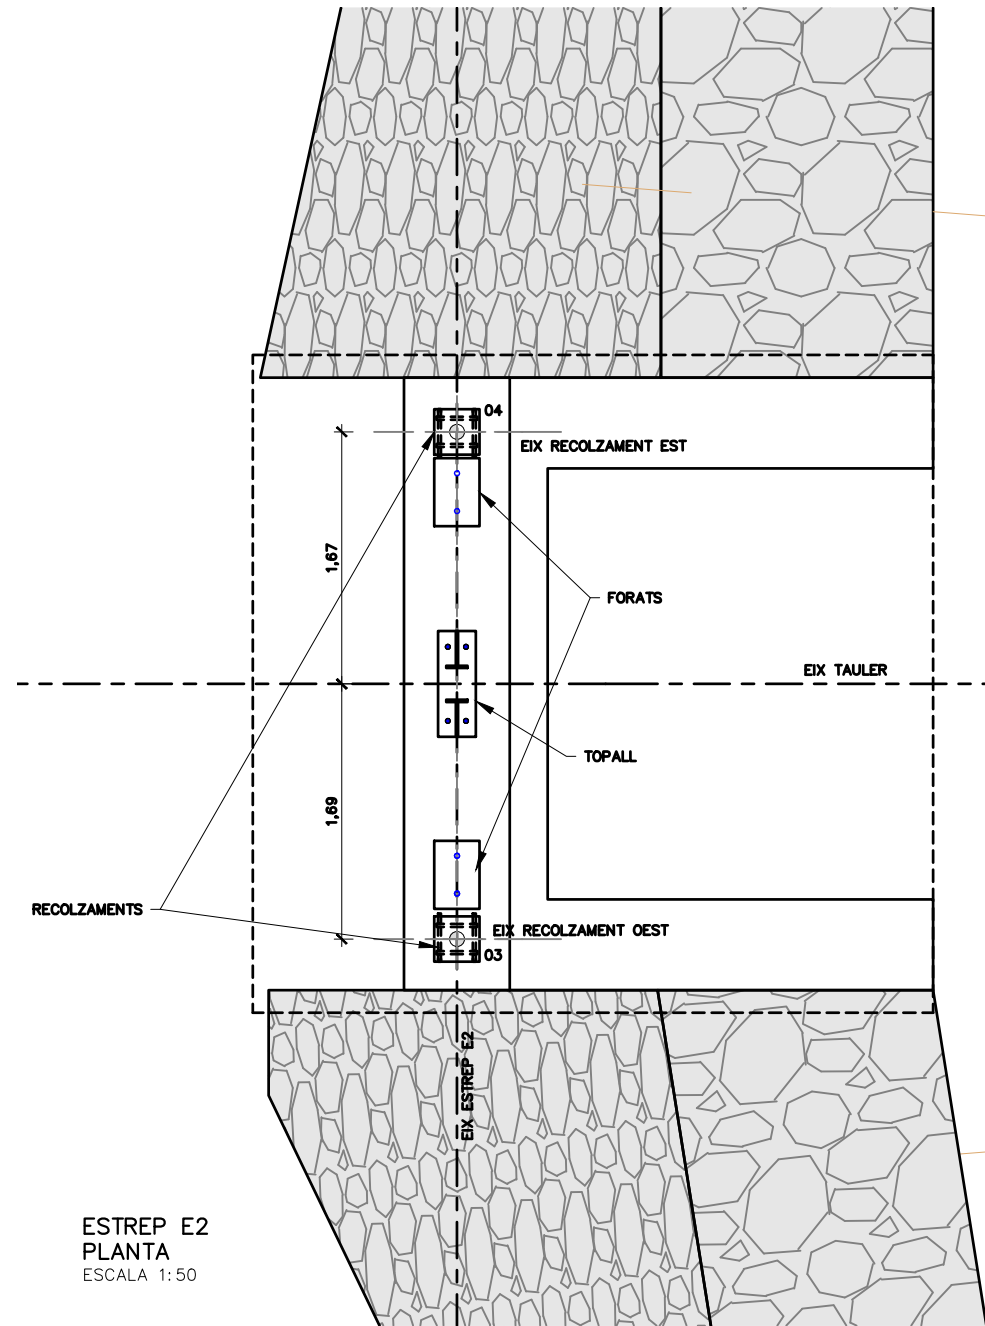 04
EIX RECOLZAMENT EST
1,67
FORATS
EIX TAULER
TOPALL
1,69
RECOLZAMENTS
EIX RECOLZAMENT OEST
03
EIX ESTREP E2
ESTREP E2
PLANTA
ESCALA 1:50